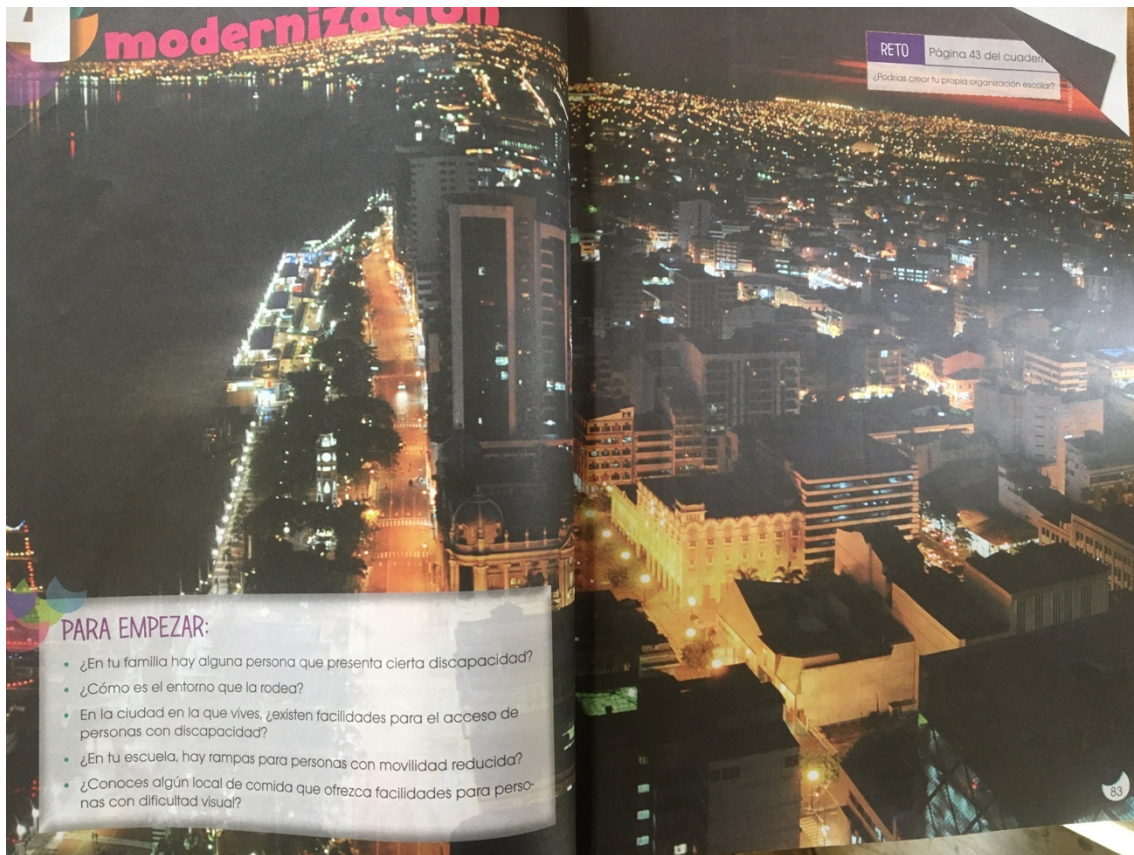 4
modernización
RETO
Página 43 del
¿Podrías crear tu propia organización escolar?
PARA EMPEZAR:
• ¿En tu familia hay alguna persona que presenta cierta discapacidad?
• ¿Cómo es el entorno que la rodea?
• En la ciudad en la que vives, ¿existen facilidades para el acceso de
personas con discapacidad?
• ¿En tu escuela, hay rampas para personas con movilidad reducida?
• ¿Conoces algún local de comida que ofrezca facilidades para perso-
nas con dificultad visual?
83